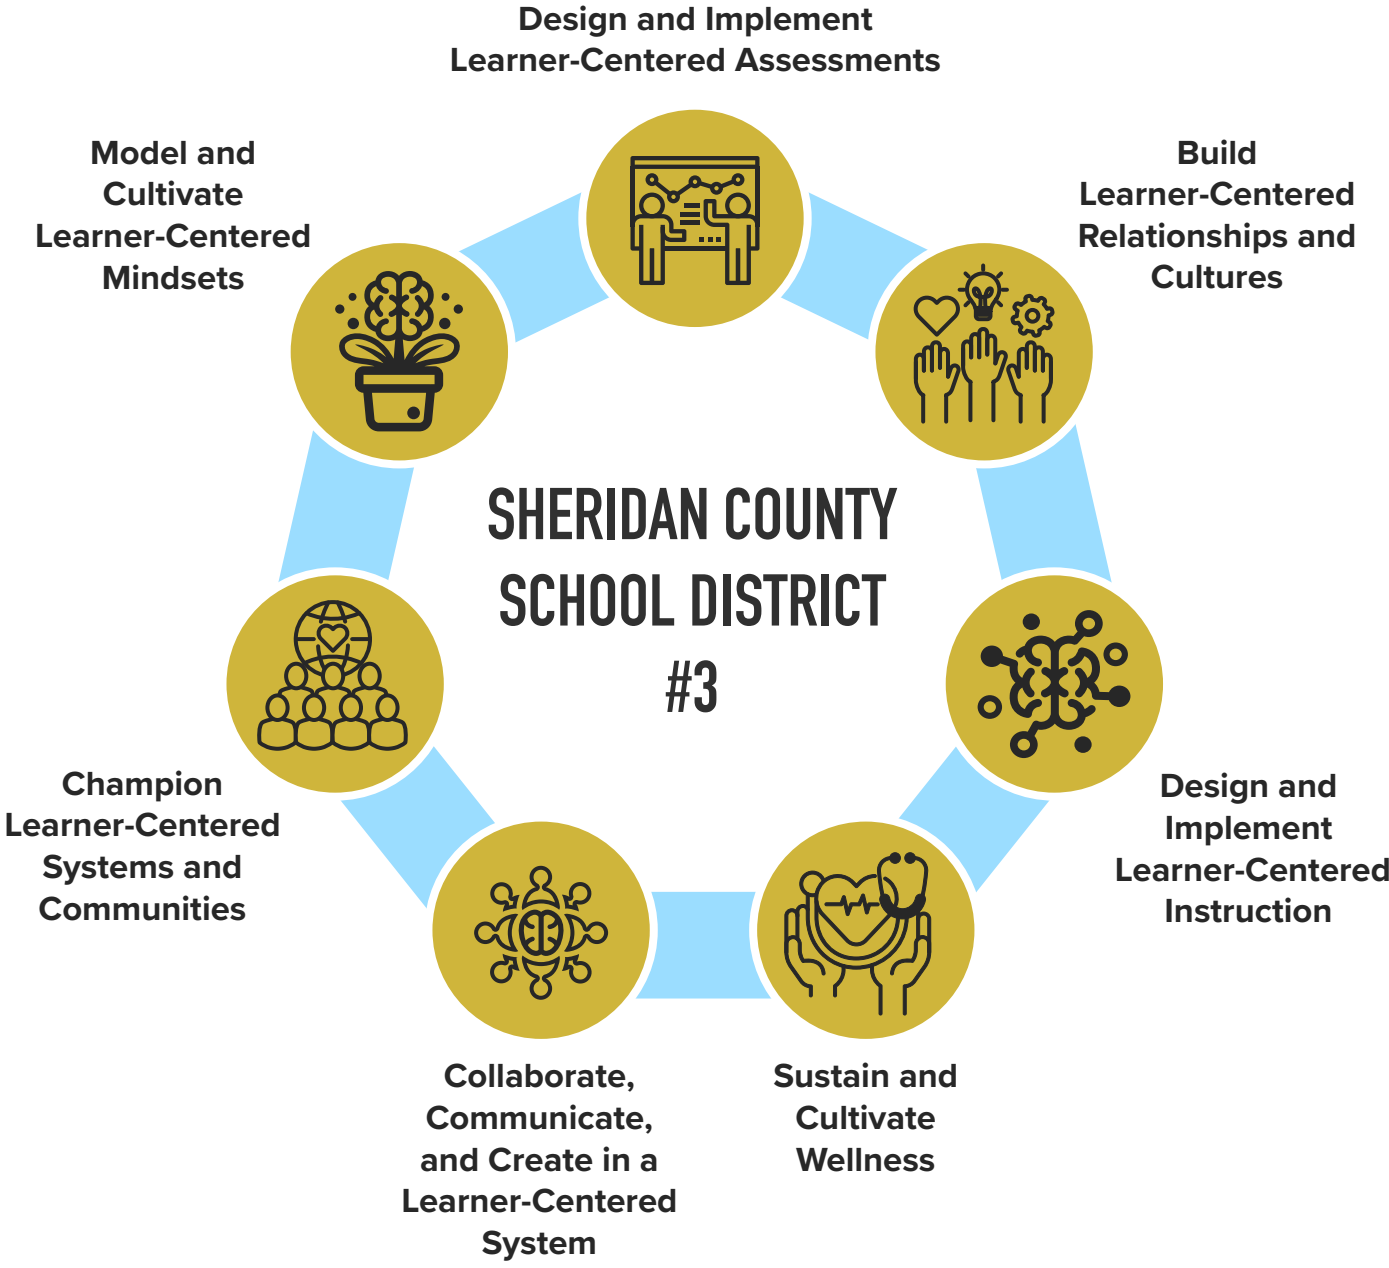 Design and Implement
Learner-Centered Assessments
Model and
Cultivate
Learner-Centered
Mindsets
Build
Learner-Centered
Relationships and
Cultures
SHERIDAN COUNTY
SCHOOL DISTRICT
#3
Champion
Learner-Centered
Systems and
Communities
Design and
Implement
Learner-Centered
Instruction
Collaborate,
Communicate,
and Create in a
Learner-Centered
System
Sustain and
Cultivate
Wellness